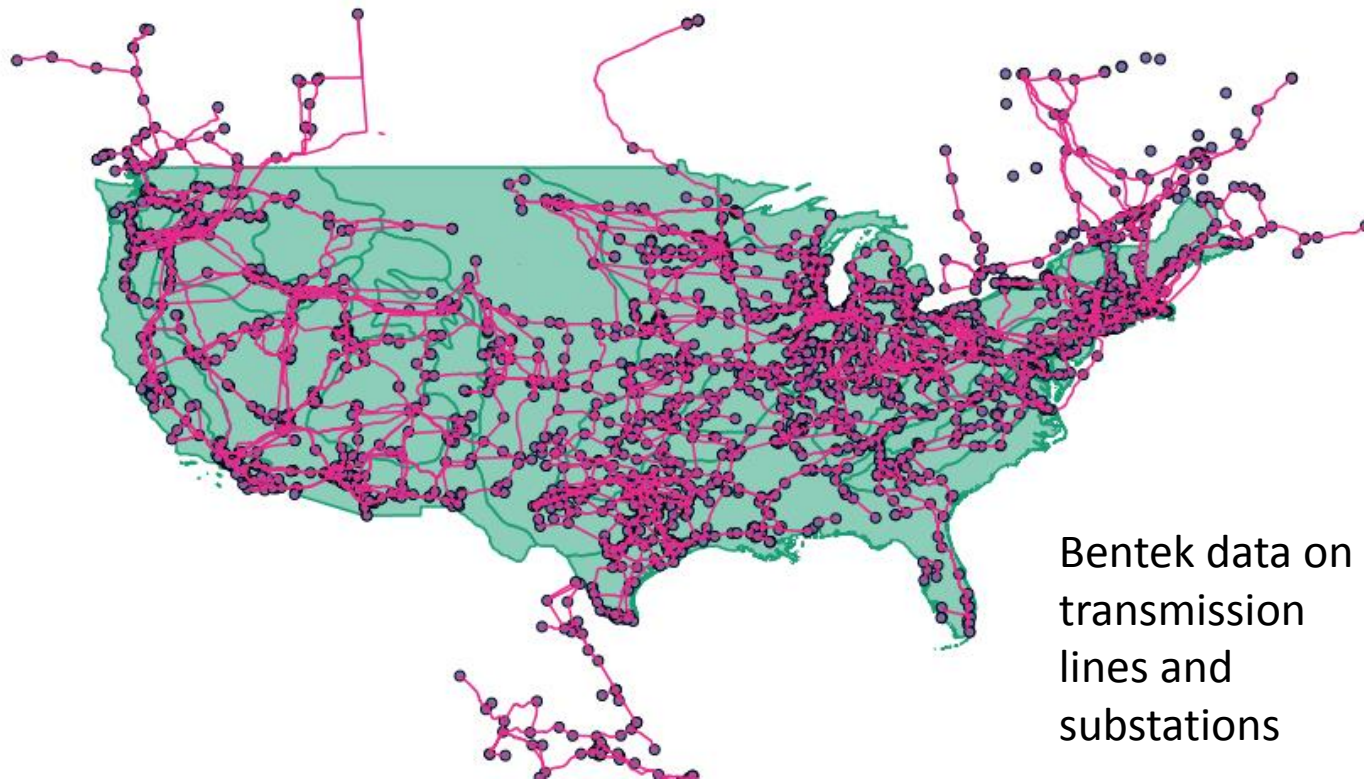 Bentek data on
transmission
lines and
substations